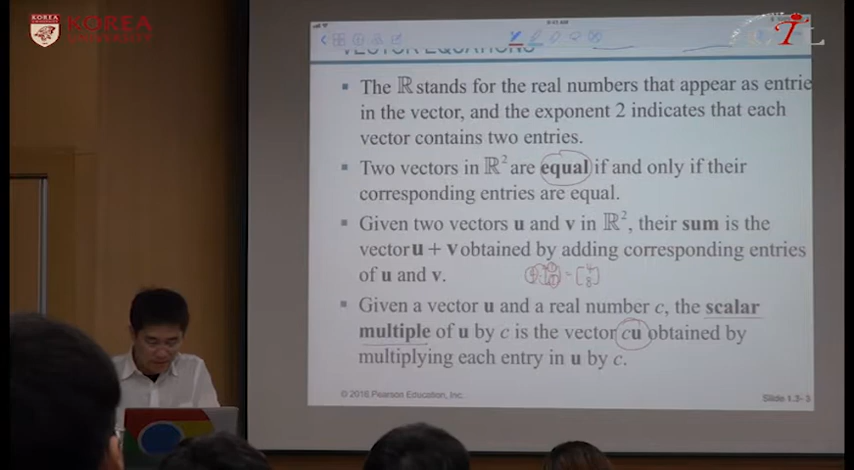 KOREA
KOREA
UNIVERSITY
9:41 AM
VECTOR EQUATIONS
The ℝ stands for the real numbers that appear as entrie
in the vector, and the exponent 2 indicates that each
vector contains two entries.
Two vectors in ℝ² are equal if and only if their
corresponding entries are equal.
Given two vectors u and v in ℝ², their sum is the
vector u + v obtained by adding corresponding entries
of u and v.
Given a vector u and a real number c, the scalar
multiple of u by c is the vector cu obtained by
multiplying each entry in u by c.
© 2016 Pearson Education, Inc.
Slide 1.3- 3